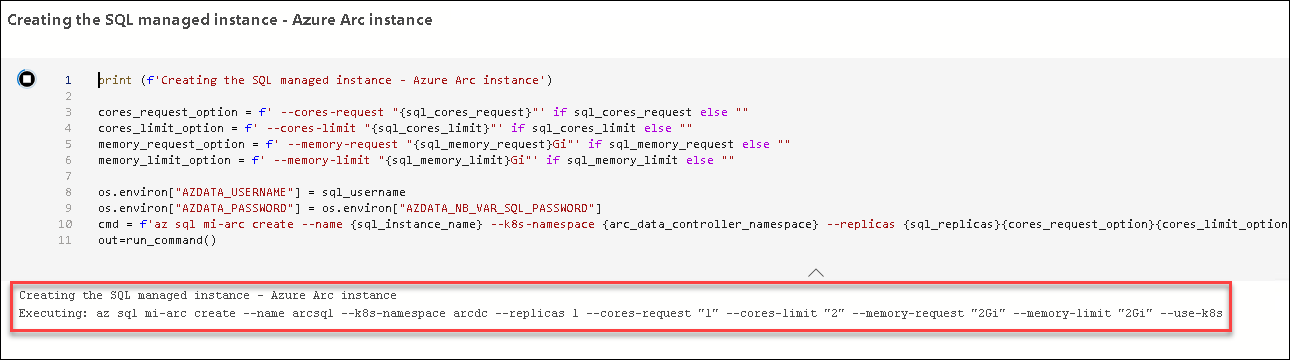 Creating the SQL managed instance - Azure Arc instance
1 print (f'Creating the SQL managed instance - Azure Arc instance')
2
3 cores_request_option = f' --cores-request "{sql_cores_request}"' if sql_cores_request else ""
4 cores_limit_option = f' --cores-limit "{sql_cores_limit}"' if sql_cores_limit else ""
5 memory_request_option = f' --memory-request "{sql_memory_request}Gi"' if sql_memory_request else ""
6 memory_limit_option = f' --memory-limit "{sql_memory_limit}Gi"' if sql_memory_limit else ""
7
8 os.environ["AZDATA_USERNAME"] = sql_username
9 os.environ["AZDATA_PASSWORD"] = os.environ["AZDATA_NB_VAR_SQL_PASSWORD"]
10 cmd = f'az sql mi-arc create --name {sql_instance_name} --k8s-namespace {arc_data_controller_namespace} --replicas {sql_replicas}{cores_request_option}{cores_limit_option
11 out=run_command()
Creating the SQL managed instance - Azure Arc instance
Executing: az sql mi-arc create --name arcsql --k8s-namespace arcdc --replicas 1 --cores-request "1" --cores-limit "2" --memory-request "2Gi" --memory-limit "2Gi" --use-k8s